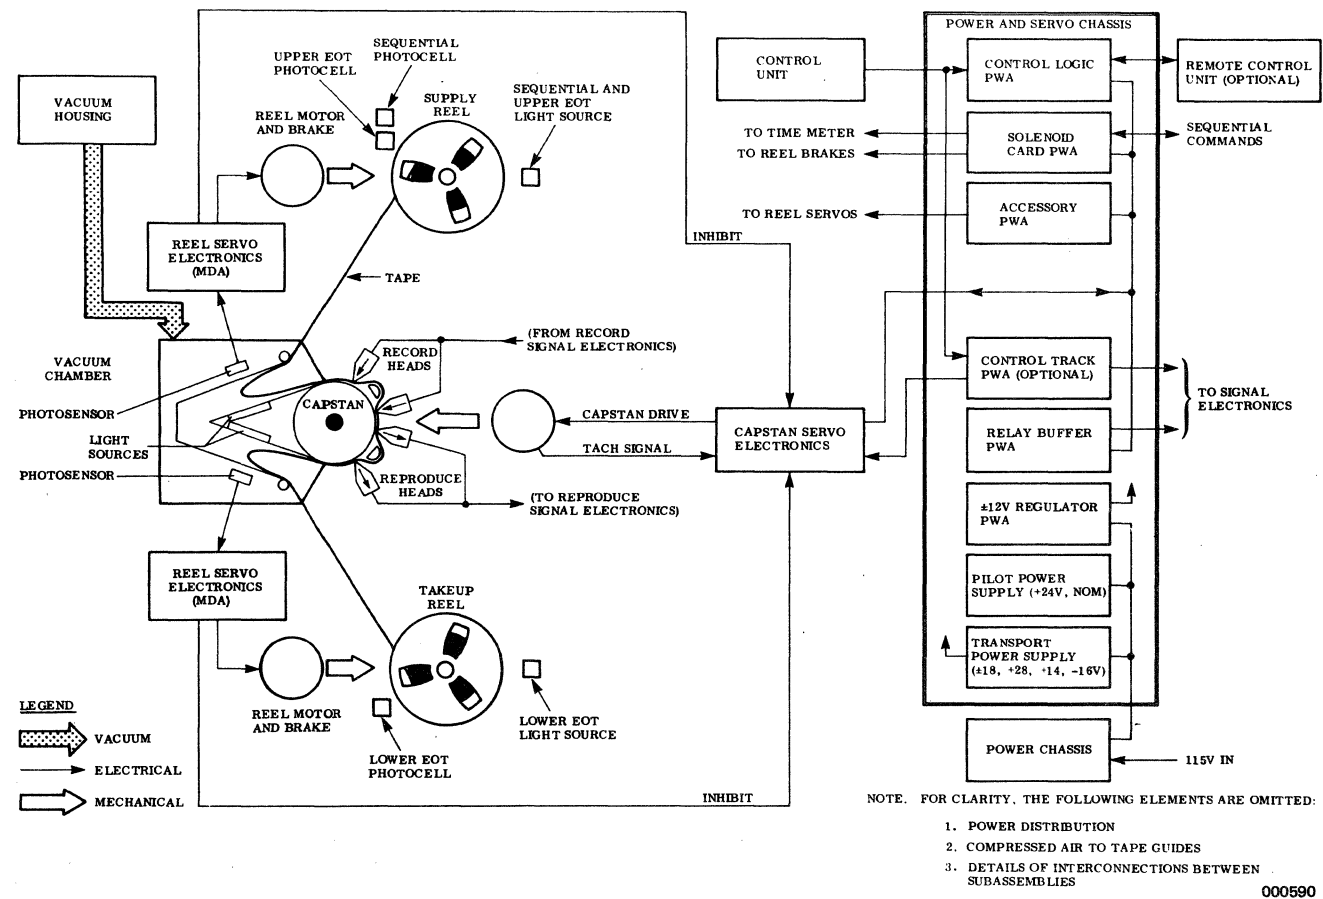 POWER AND SERVO CHASSIS
SEQUENTIAL
PHOTOCELL
UPPER EOT
PHOTOCELL
CONTROL
UNIT
CONTROL LOGIC
PWA
REMOTE CONTROL
UNIT (OPTIONAL)
VACUUM
HOUSING
REEL MOTOR
AND BRAKE
SUPPLY
REEL
SEQUENTIAL AND
UPPER EOT
LIGHT SOURCE
TO TIME METER
TO REEL BRAKES
SOLENOID
CARD PWA
SEQUENTIAL
COMMANDS
TO REEL SERVOS
ACCESSORY
PWA
REEL SERVO
ELECTRONICS
(MDA)
INHIBIT
TAPE
VACUUM
CHAMBER
(FROM RECORD
SIGNAL ELECTRONICS)
RECORD
HEADS
CONTROL TRACK
PWA (OPTIONAL)
TO SIGNAL
ELECTRONICS
PHOTOSENSOR
CAPSTAN
CAPSTAN DRIVE
TACH SIGNAL
CAPSTAN SERVO
ELECTRONICS
RELAY BUFFER
PWA
LIGHT
SOURCES
PHOTOSENSOR
REPRODUCE
HEADS
(TO REPRODUCE
SIGNAL ELECTRONICS)
±12V REGULATOR
PWA
REEL SERVO
ELECTRONICS
(MDA)
TAKEUP
REEL
PILOT POWER
SUPPLY (+24V, NOM)
TRANSPORT
POWER SUPPLY
(±18, +28, +14, -16V)
REEL MOTOR
AND BRAKE
LOWER EOT
LIGHT SOURCE
LOWER EOT
PHOTOCELL
LEGEND
VACUUM
ELECTRICAL
MECHANICAL
INHIBIT
POWER CHASSIS
115V IN
NOTE. FOR CLARITY, THE FOLLOWING ELEMENTS ARE OMITTED:
1. POWER DISTRIBUTION
2. COMPRESSED AIR TO TAPE GUIDES
3. DETAILS OF INTERCONNECTIONS BETWEEN
SUBASSEMBLIES
000590